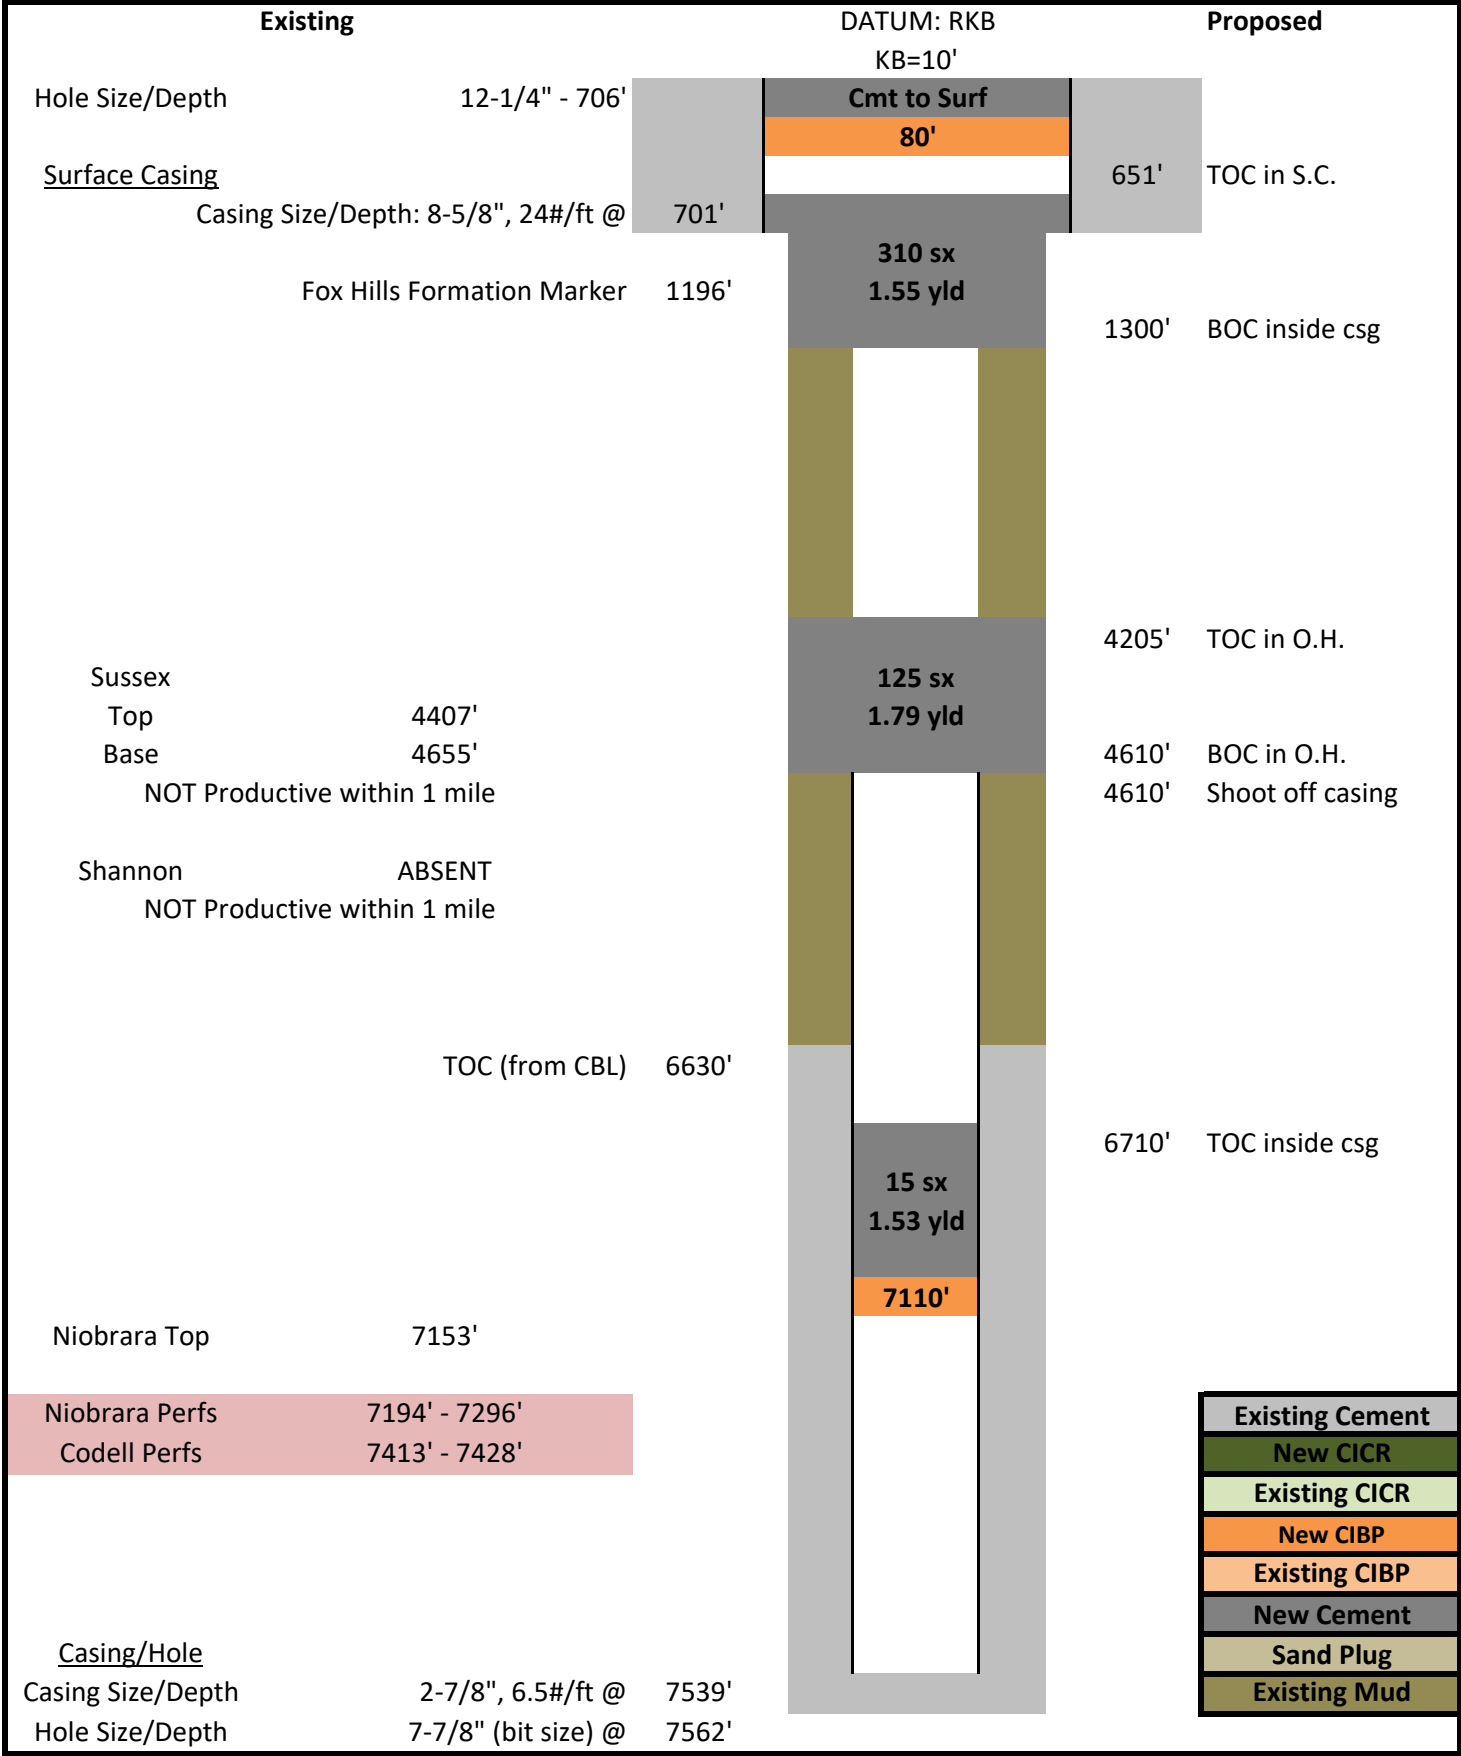 Existing DATUM: RKB Proposed
KB=10'
Hole Size/Depth 12-1/4" - 706' Cmt to Surf
80'
Surface Casing 651' TOC in S.C.
Casing Size/Depth: 8-5/8", 24#/ft @ 701'
310 sx
Fox Hills Formation Marker 1196' 1.55 yld
1300' BOC inside csg
4205' TOC in O.H.
Sussex 125 sx
Top 4407' 1.79 yld
Base 4655' 4610' BOC in O.H.
NOT Productive within 1 mile 4610' Shoot off casing
Shannon ABSENT
NOT Productive within 1 mile
TOC (from CBL) 6630'
6710' TOC inside csg
15 sx
1.53 yld
7110'
Niobrara Top 7153'
Niobrara Perfs 7194' - 7296' Existing Cement
Codell Perfs 7413' - 7428' New CICR
Existing CICR
New CIBP
Existing CIBP
New Cement
Casing/Hole Sand Plug
Casing Size/Depth 2-7/8", 6.5#/ft @ 7539' Existing Mud
Hole Size/Depth 7-7/8" (bit size) @ 7562'